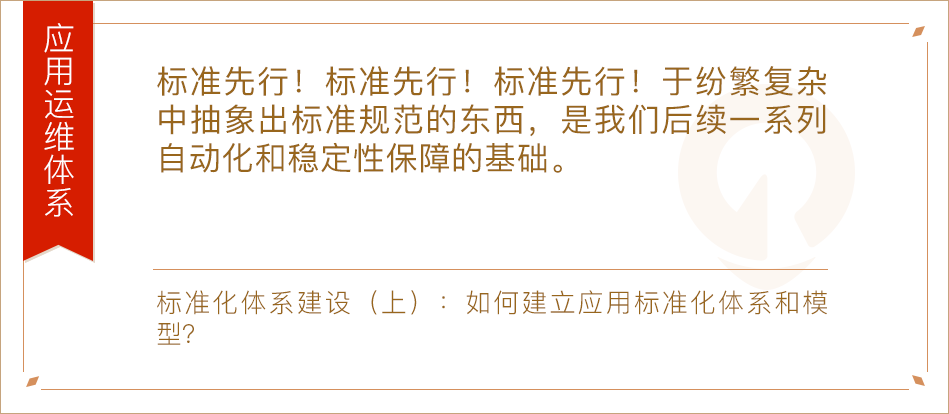 应用运维体系
标准先行！标准先行！标准先行！于纷繁复杂
中抽象出标准规范的东西，是我们后续一系列
自动化和稳定性保障的基础。
标准化体系建设（上）：如何建立应用标准化体系和模
型？